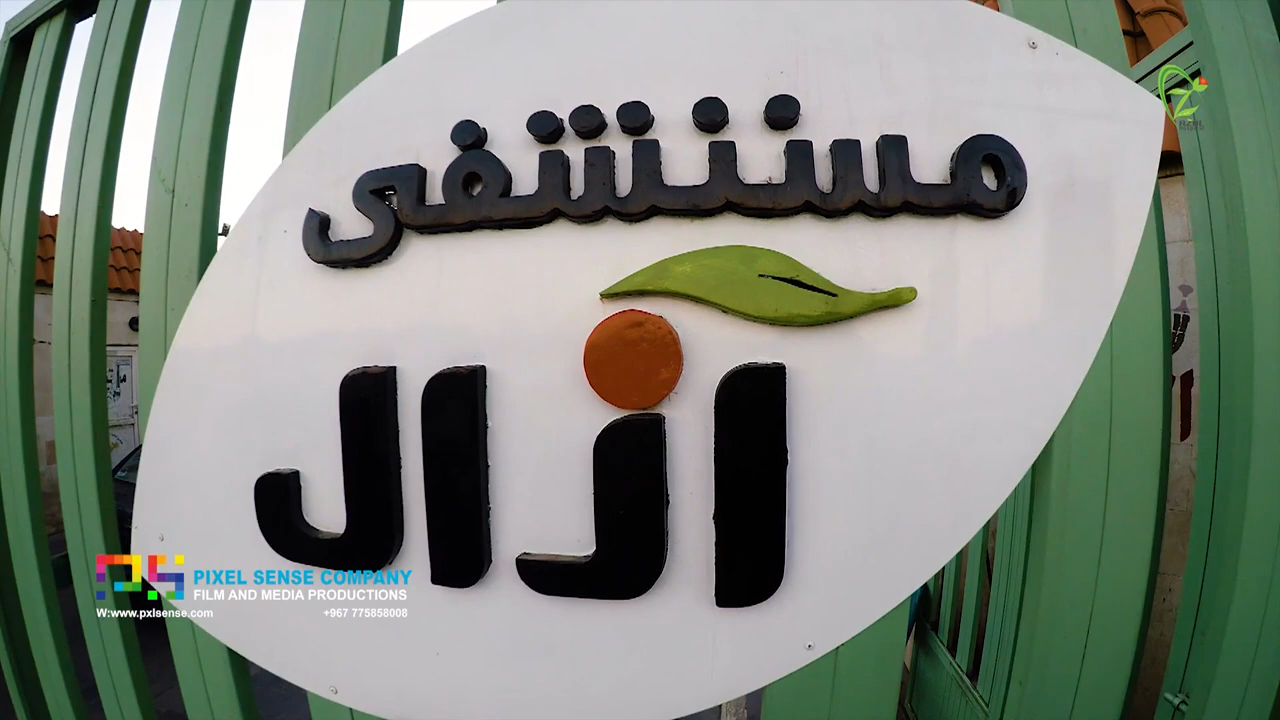 مستشفى
آزال
PIXEL SENSE COMPANY
FILM AND MEDIA PRODUCTIONS
W:www.pxlsense.com +967 775858008